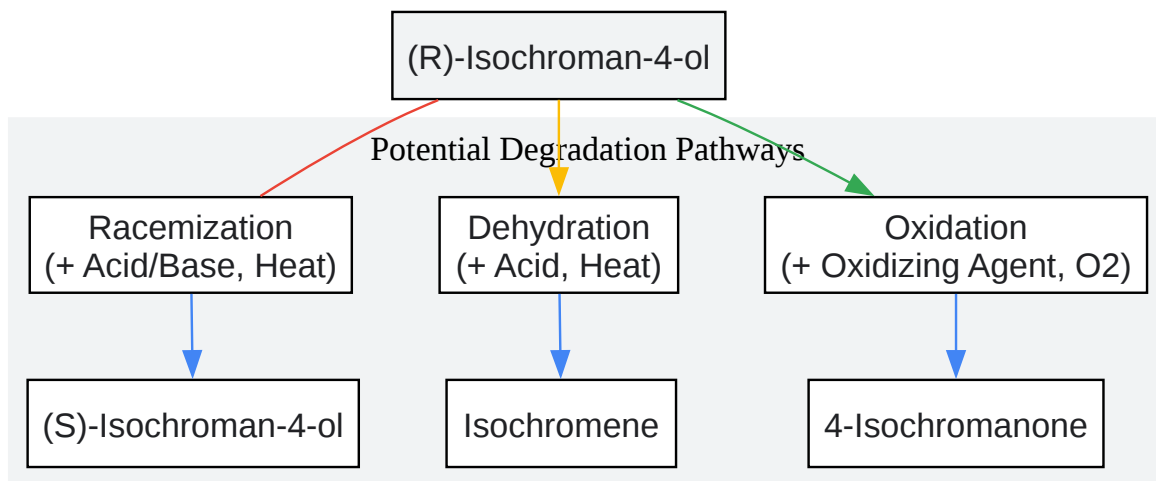 (R)-Isochroman-4-ol
Potential Degradation Pathways
Racemization
(+ Acid/Base, Heat)
Dehydration
(+ Acid, Heat)
Oxidation
(+ Oxidizing Agent, O2)
(S)-Isochroman-4-ol
Isochromene
4-Isochromanone